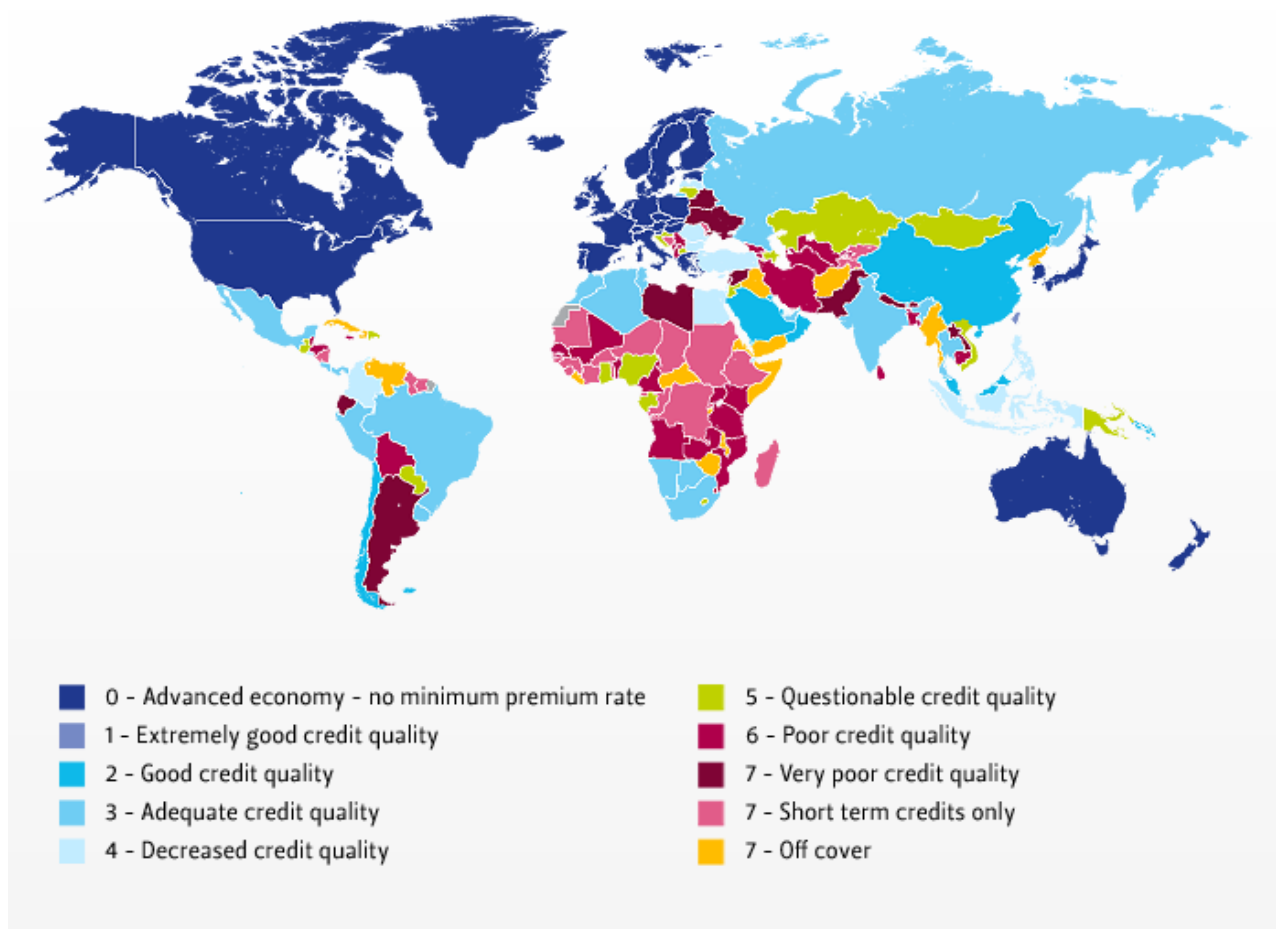 0 - Advanced economy - no minimum premium rate
1 - Extremely good credit quality
2 - Good credit quality
3 - Adequate credit quality
4 - Decreased credit quality
5 - Questionable credit quality
6 - Poor credit quality
7 - Very poor credit quality
7 - Short term credits only
7 - Off cover